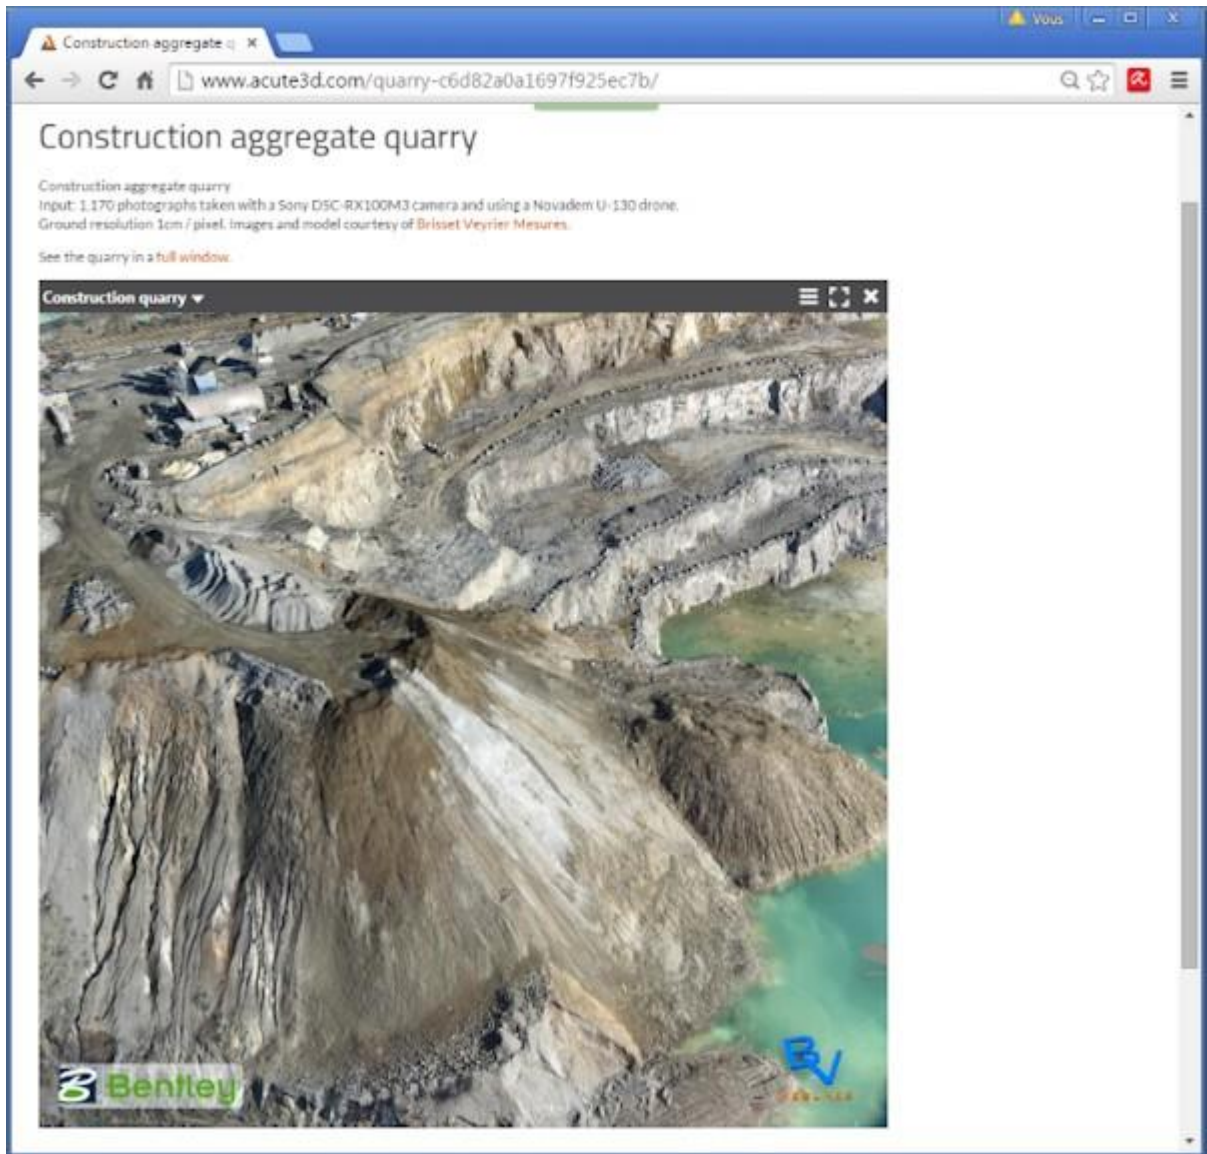 Vous
Construction aggregate q
www.acute3d.com/quarry-c6d82a0a1697f925ec7b/
Construction aggregate quarry
Construction aggregate quarry
Input: 1.170 photographs taken with a Sony DSC-RX100M3 camera and using a Novadem U-130 drone.
Ground resolution 1cm / pixel. Images and model courtesy of Brisset Veyrier Mesures.
See the quarry in a full window.
Construction quarry
B Bentley
BV